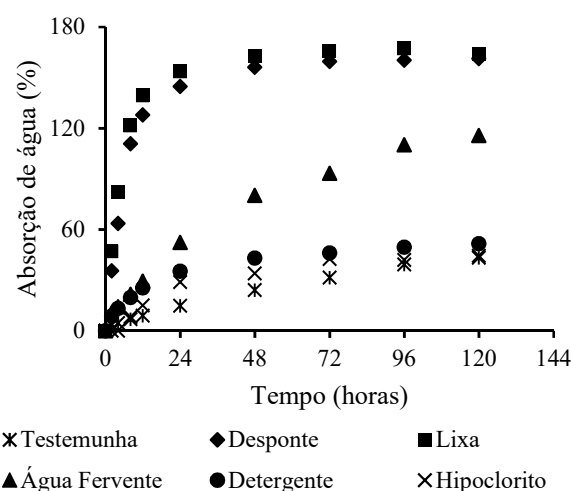 180
120
60
0
Absorção de água (%)
0 24 48 72 96 120 144
Tempo (horas)
Testemunha Desponte Lixa
Água Fervente Detergente Hipoclorito